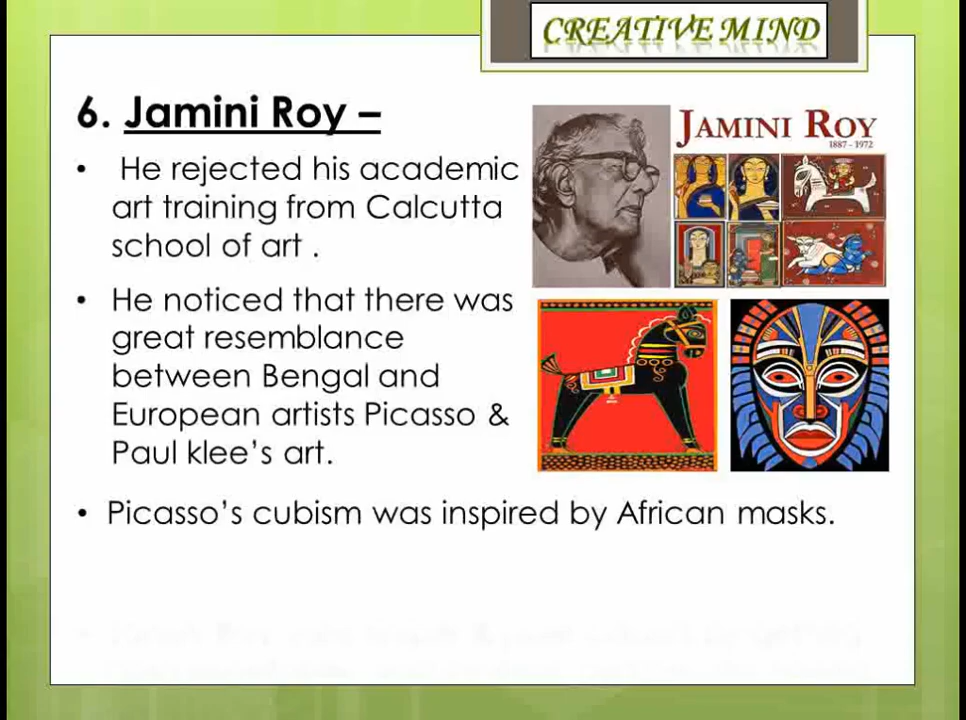 CREATIVE MIND
6. Jamini Roy –
• He rejected his academic
art training from Calcutta
school of art .
JAMINI ROY
1887 - 1972
• He noticed that there was
great resemblance
between Bengal and
European artists Picasso &
Paul klee's art.
• Picasso's cubism was inspired by African masks.